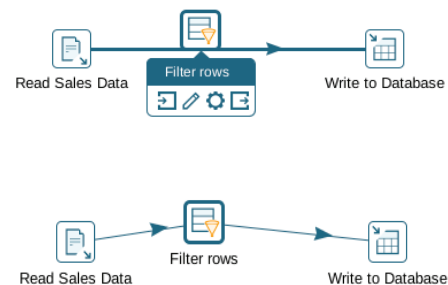 Filter rows
Read Sales Data
Write to Database
Filter rows
Read Sales Data
Write to Database